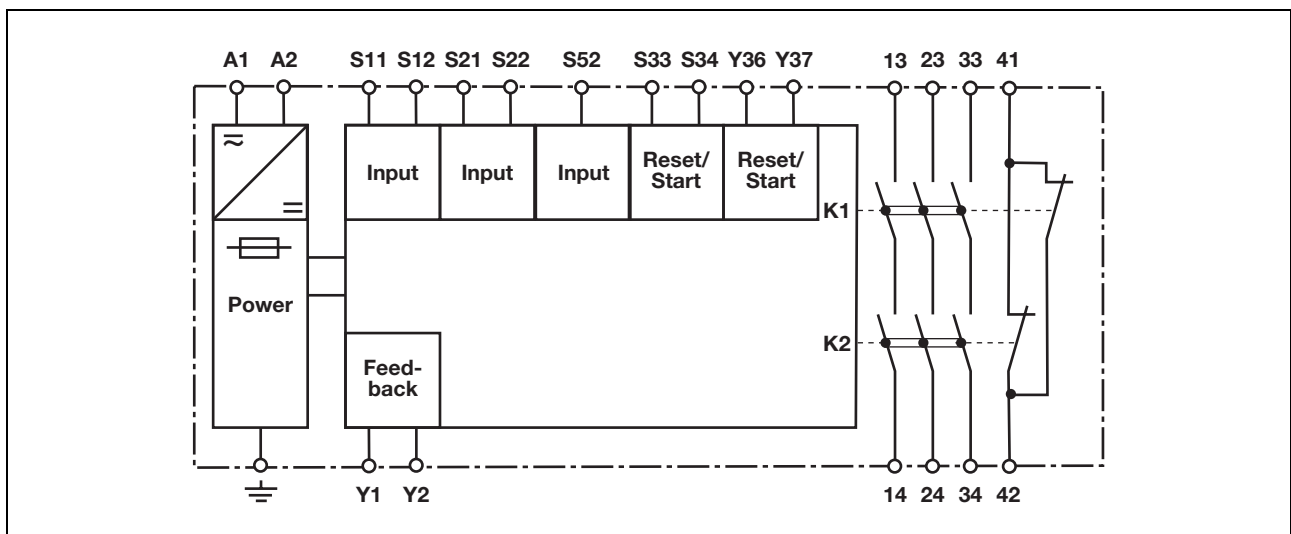 A1 A2 S11 S12 S21 S22 S52 S33 S34 Y36 Y37 13 23 33 41
Input Input Input Reset/ Reset/
Start Start
K1
Power
K2
Feed-
back
Y1 Y2 14 24 34 42